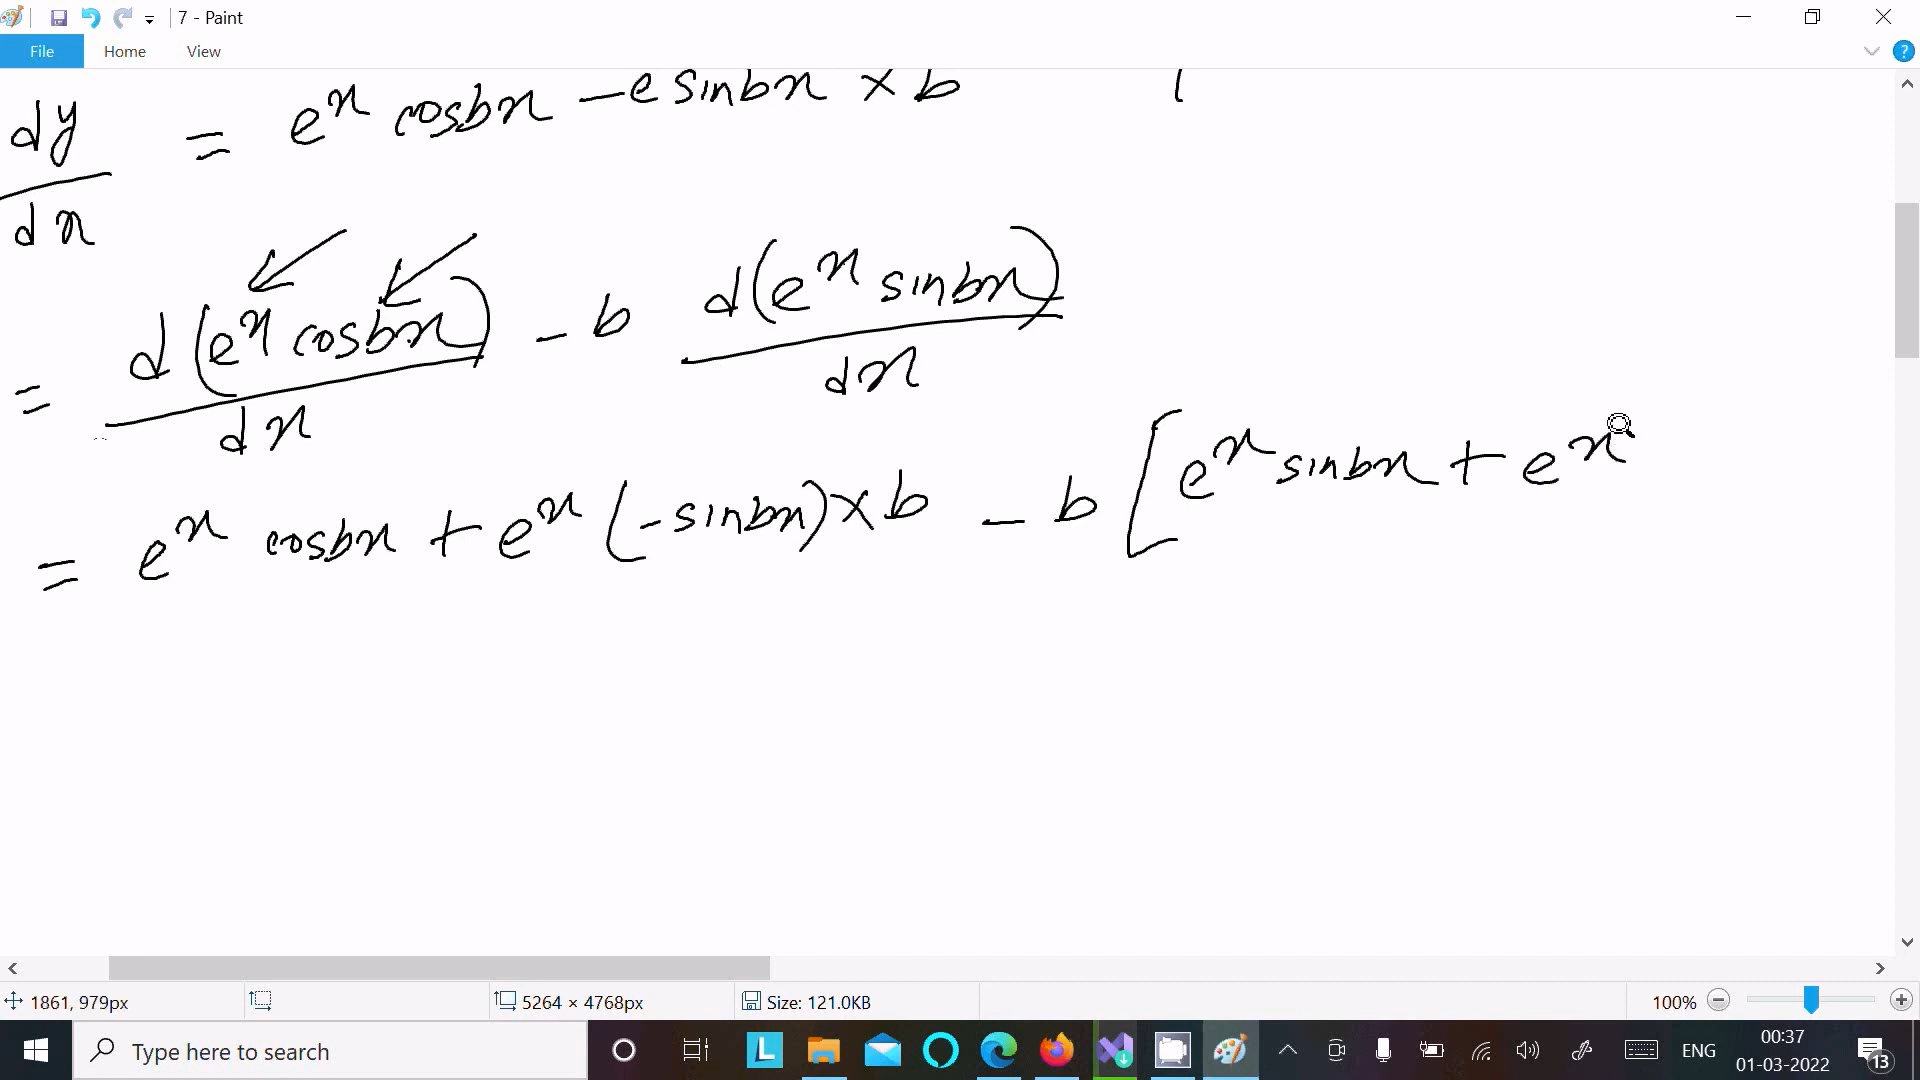 7 - Paint
File Home View
dy/dx = e^x cosbx - e sinbx × b
= d(e^x cosbx)/dx - b d(e^x sinbx)/dx
= e^x cosbx + e^x (-sinbx) × b - b [ e^x sinbx + e^x
1861, 979px 5264 × 4768px Size: 121.0KB 100%
Type here to search L ENG 00:37
01-03-2022 13